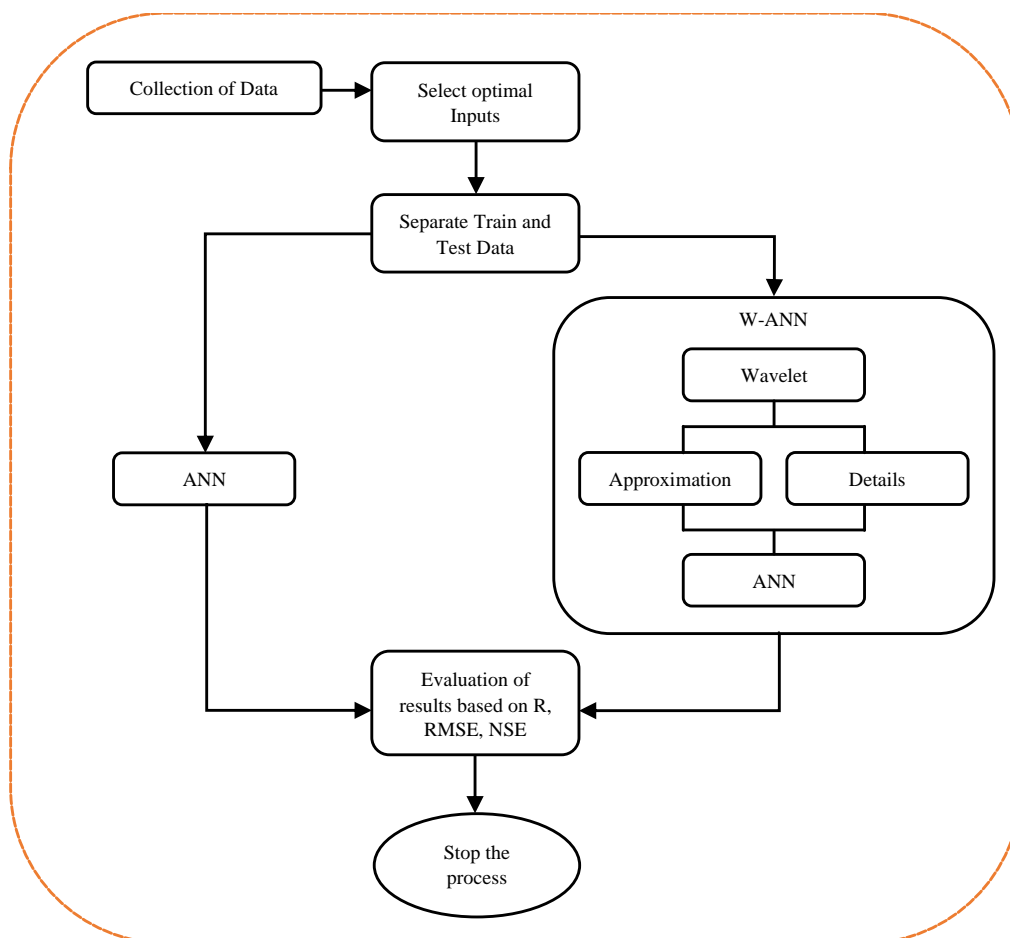 Collection of Data
Select optimal
Inputs
Separate Train and
Test Data
W-ANN
Wavelet
Approximation
Details
ANN
ANN
Evaluation of
results based on R,
RMSE, NSE
Stop the
process